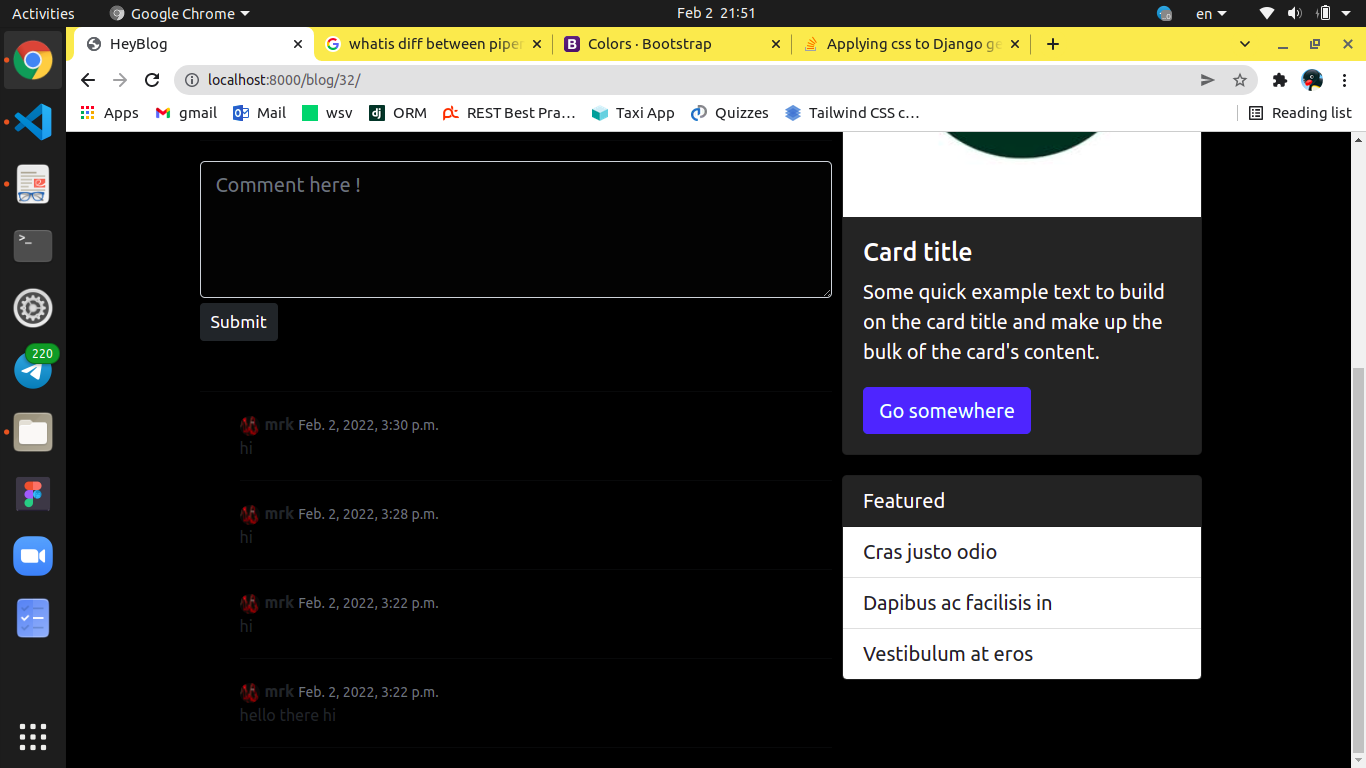 Activities
Google Chrome
Feb 2 21:51
en
HeyBlog
whatis diff between piper
Colors · Bootstrap
Applying css to Django ge
localhost:8000/blog/32/
Apps
gmail
Mail
wsv
dj
ORM
REST Best Pra…
Taxi App
Quizzes
Tailwind CSS c…
Reading list
220
Comment here !
Submit
mrk Feb. 2, 2022, 3:30 p.m.
hi
mrk Feb. 2, 2022, 3:28 p.m.
hi
mrk Feb. 2, 2022, 3:22 p.m.
hi
mrk Feb. 2, 2022, 3:22 p.m.
hello there hi
Card title
Some quick example text to build
on the card title and make up the
bulk of the card's content.
Go somewhere
Featured
Cras justo odio
Dapibus ac facilisis in
Vestibulum at eros